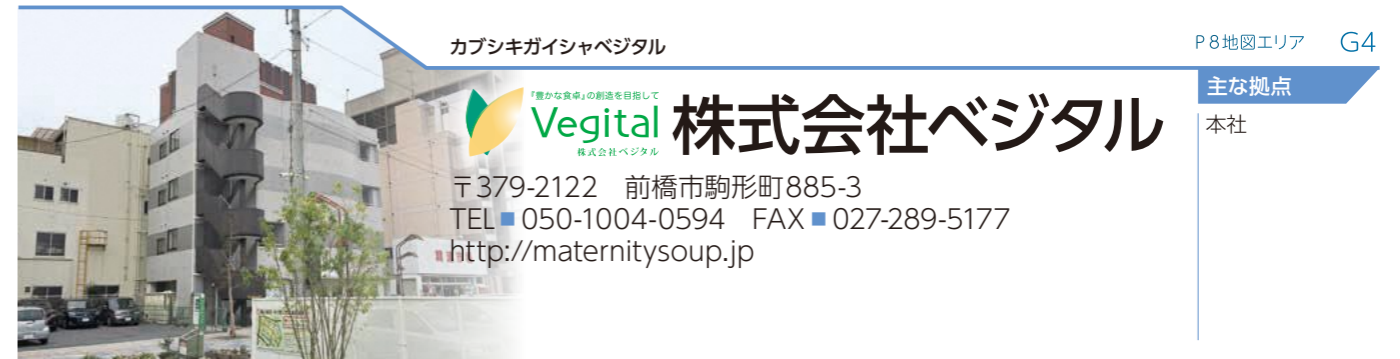 カブシキガイシャベジタル
P8地図エリア G4
主な拠点
本社
「豊かな食卓」の創造を目指して
Vegital
株式会社ベジタル
株式会社ベジタル
〒379-2122 前橋市駒形町885-3
TEL■050-1004-0594 FAX■027-289-5177
http://maternitysoup.jp